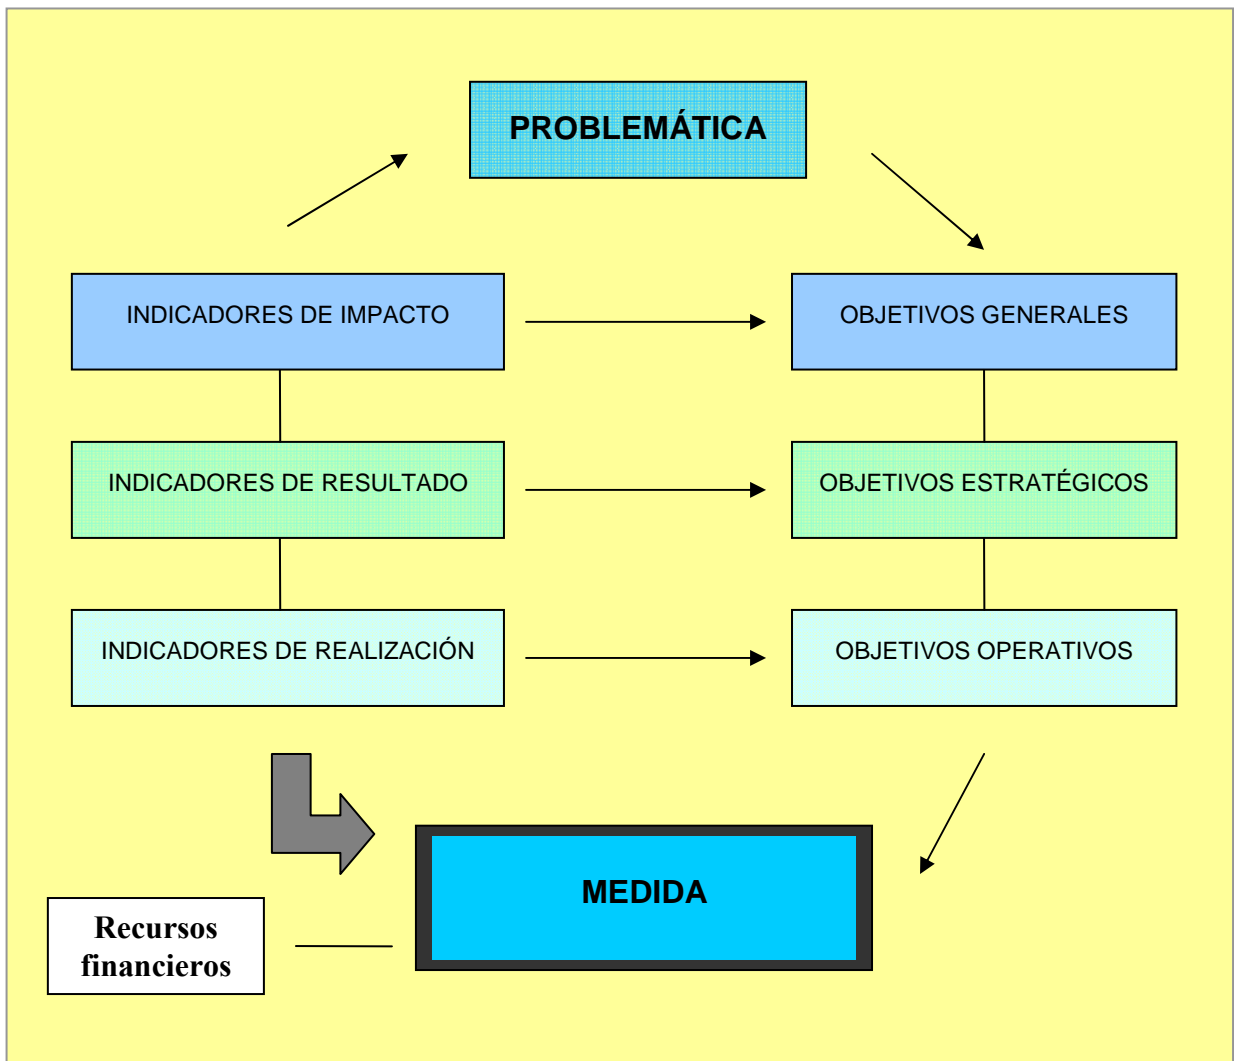 PROBLEMÁTICA
INDICADORES DE IMPACTO
OBJETIVOS GENERALES
INDICADORES DE RESULTADO
OBJETIVOS ESTRATÉGICOS
INDICADORES DE REALIZACIÓN
OBJETIVOS OPERATIVOS
MEDIDA
Recursos
financieros